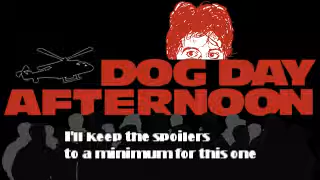 DOG DAY
AFTERNOON
I'll keep the spoilers
to a minimum for this one